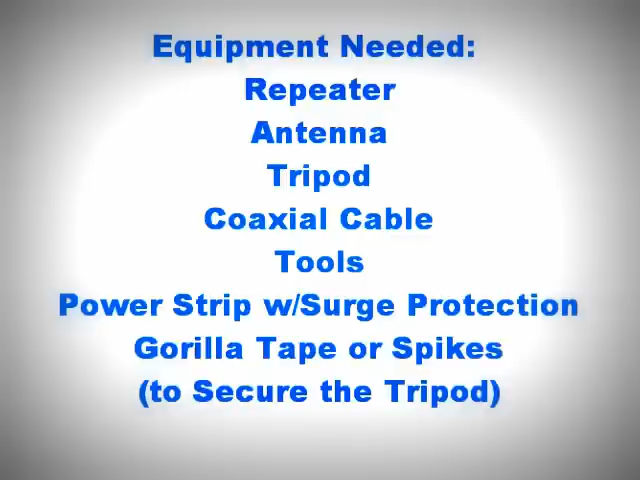 Equipment Needed:
Repeater
Antenna
Tripod
Coaxial Cable
Tools
Power Strip w/Surge Protection
Gorilla Tape or Spikes
(to Secure the Tripod)